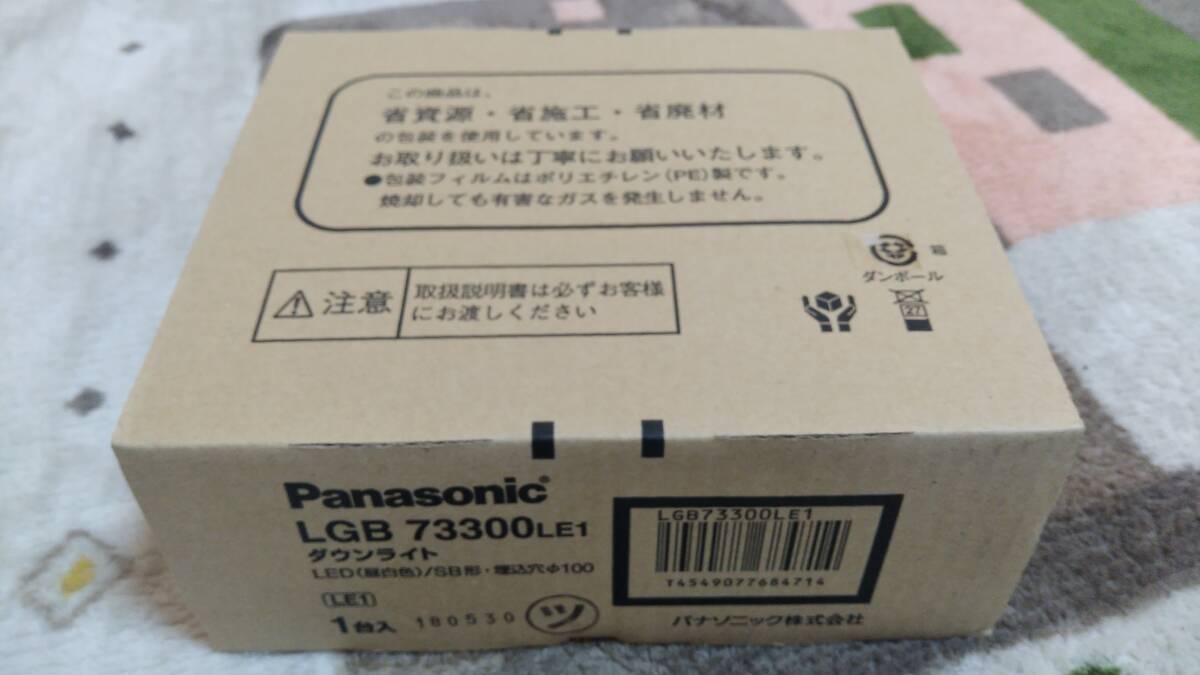 この商品は、
省資源・省施工・省廃材
の包装を使用しています。
お取り扱いは丁寧にお願いいたします。
●包装フィルムはポリエチレン(PE)製です。
焼却しても有害なガスを発生しません。
注意
取扱説明書は必ずお客様
にお渡しください
ダンボール
27
Panasonic
LGB 73300LE1
ダウンライト
LED(昼白色)/SB形・埋込穴φ100
LE1
1台入
180530
ツ
LGB73300LE1
T4549077684714
パナソニック株式会社